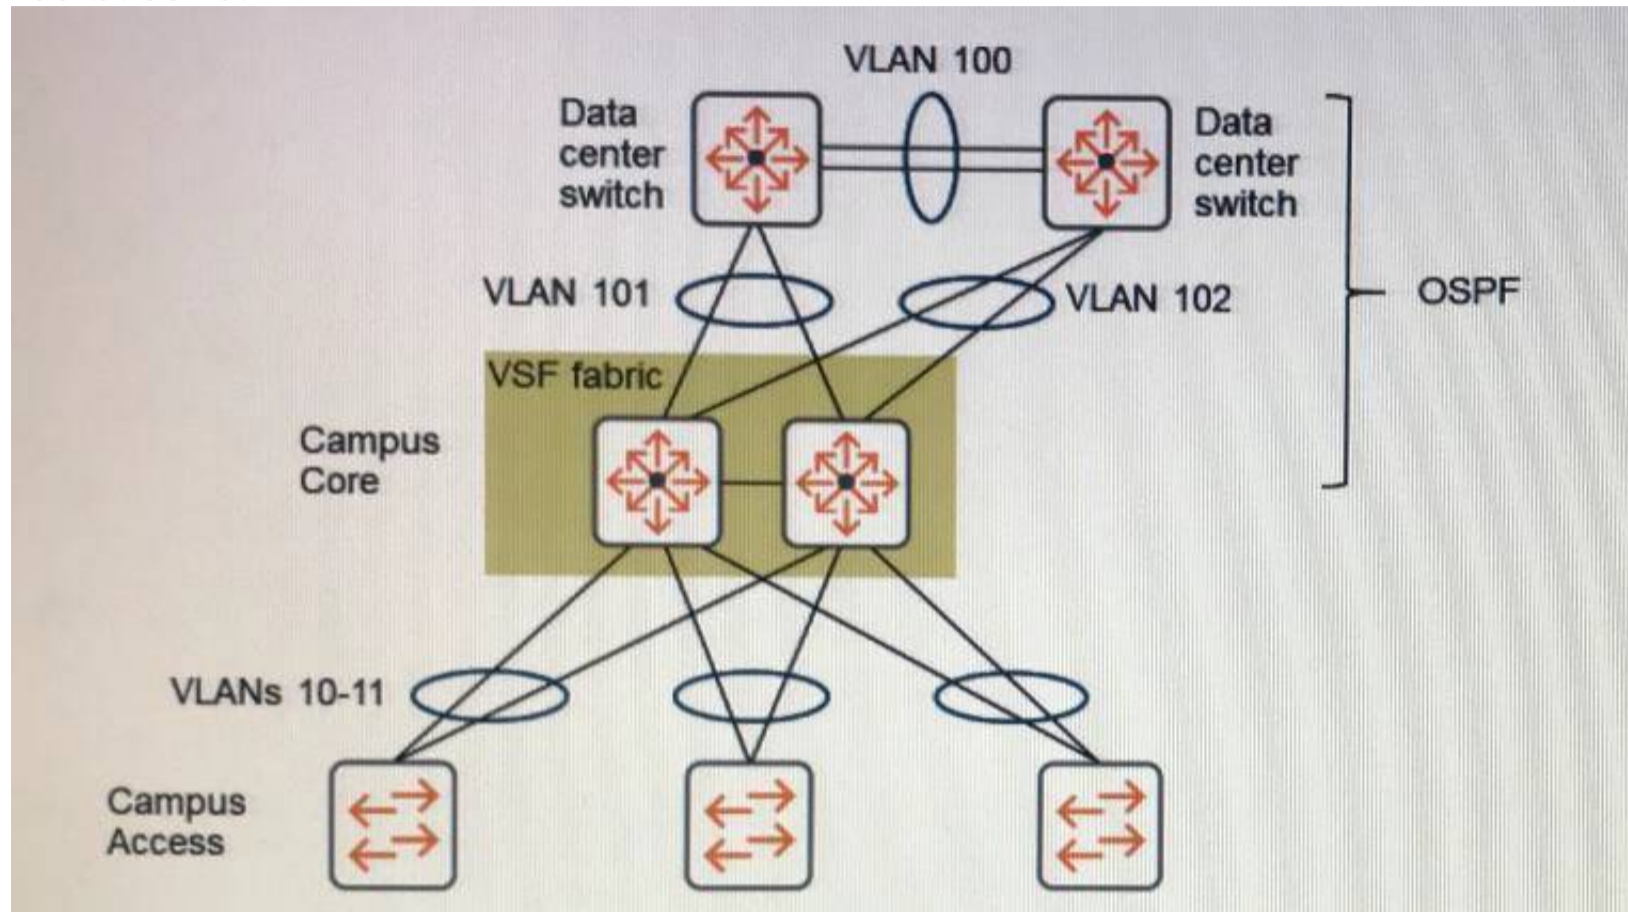 VLAN 100
Data
center
switch
Data
center
switch
VLAN 101
VLAN 102
OSPF
VSF fabric
Campus
Core
VLANs 10-11
Campus
Access